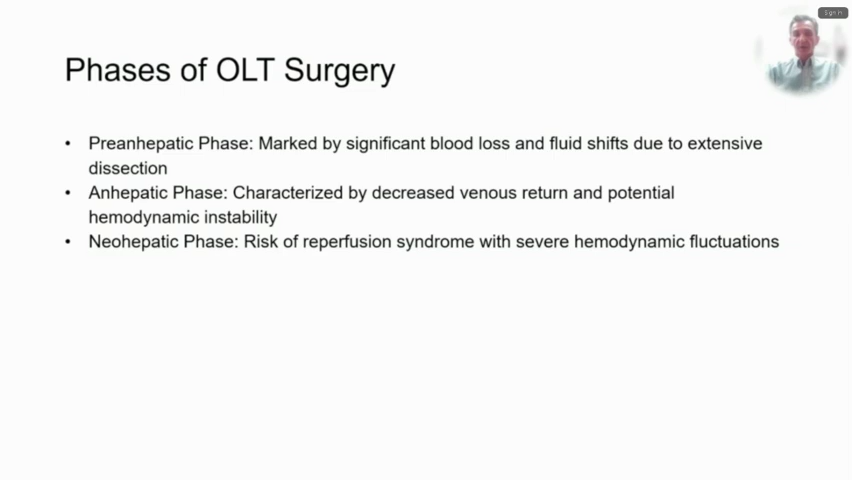 Sign in
Phases of OLT Surgery
• Preanhepatic Phase: Marked by significant blood loss and fluid shifts due to extensive
dissection
• Anhepatic Phase: Characterized by decreased venous return and potential
hemodynamic instability
• Neohepatic Phase: Risk of reperfusion syndrome with severe hemodynamic fluctuations